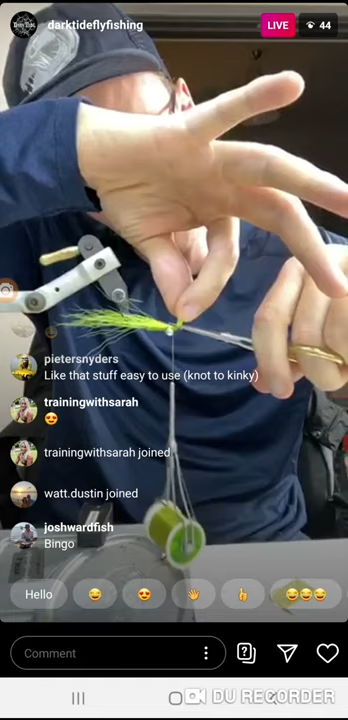 darktideflyfishing
LIVE
44
pietersnyders
Like that stuff easy to use (knot to kinky)
trainingwithsarah
trainingwithsarah joined
watt.dustin joined
joshwardfish
Bingo
Hello
Comment
DU RECORDER